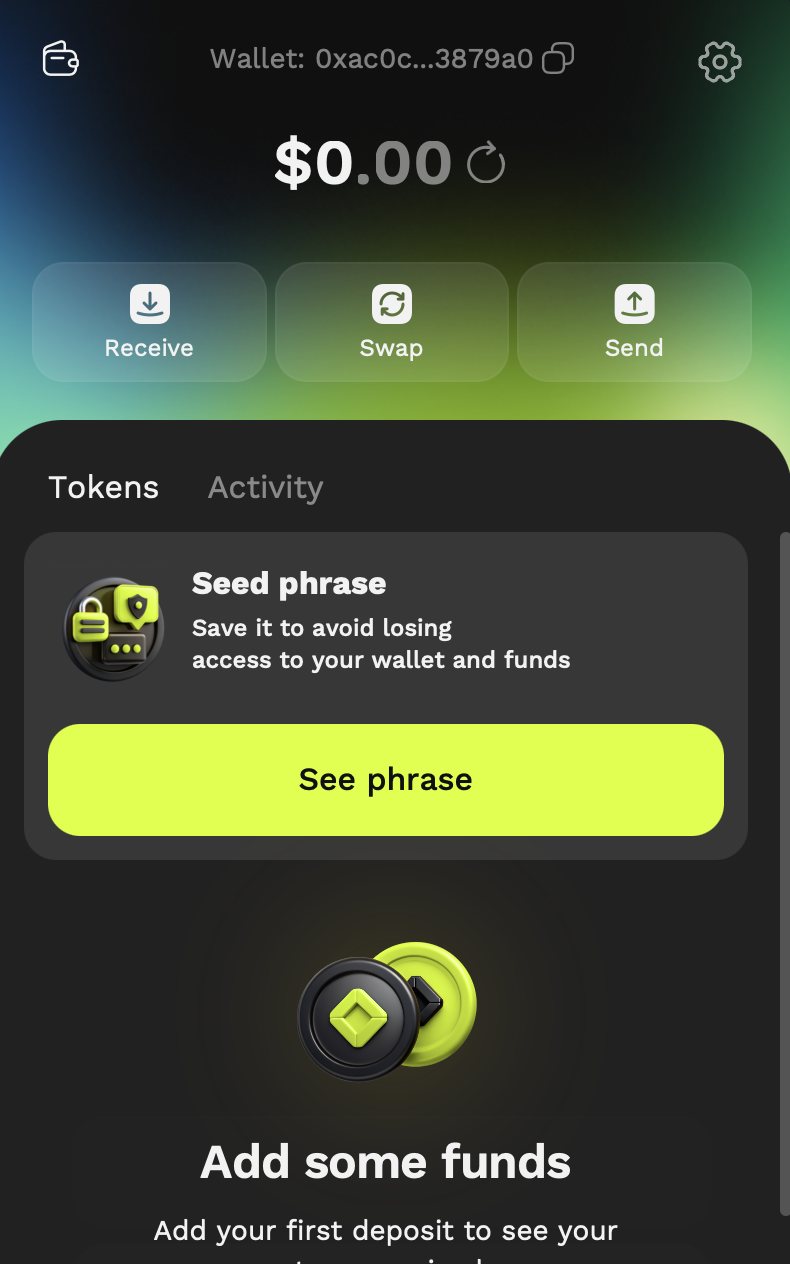 Wallet: 0xac0c...3879a0
$0.00
Receive
Swap
Send
Tokens
Activity
Seed phrase
Save it to avoid losing
access to your wallet and funds
See phrase
Add some funds
Add your first deposit to see your